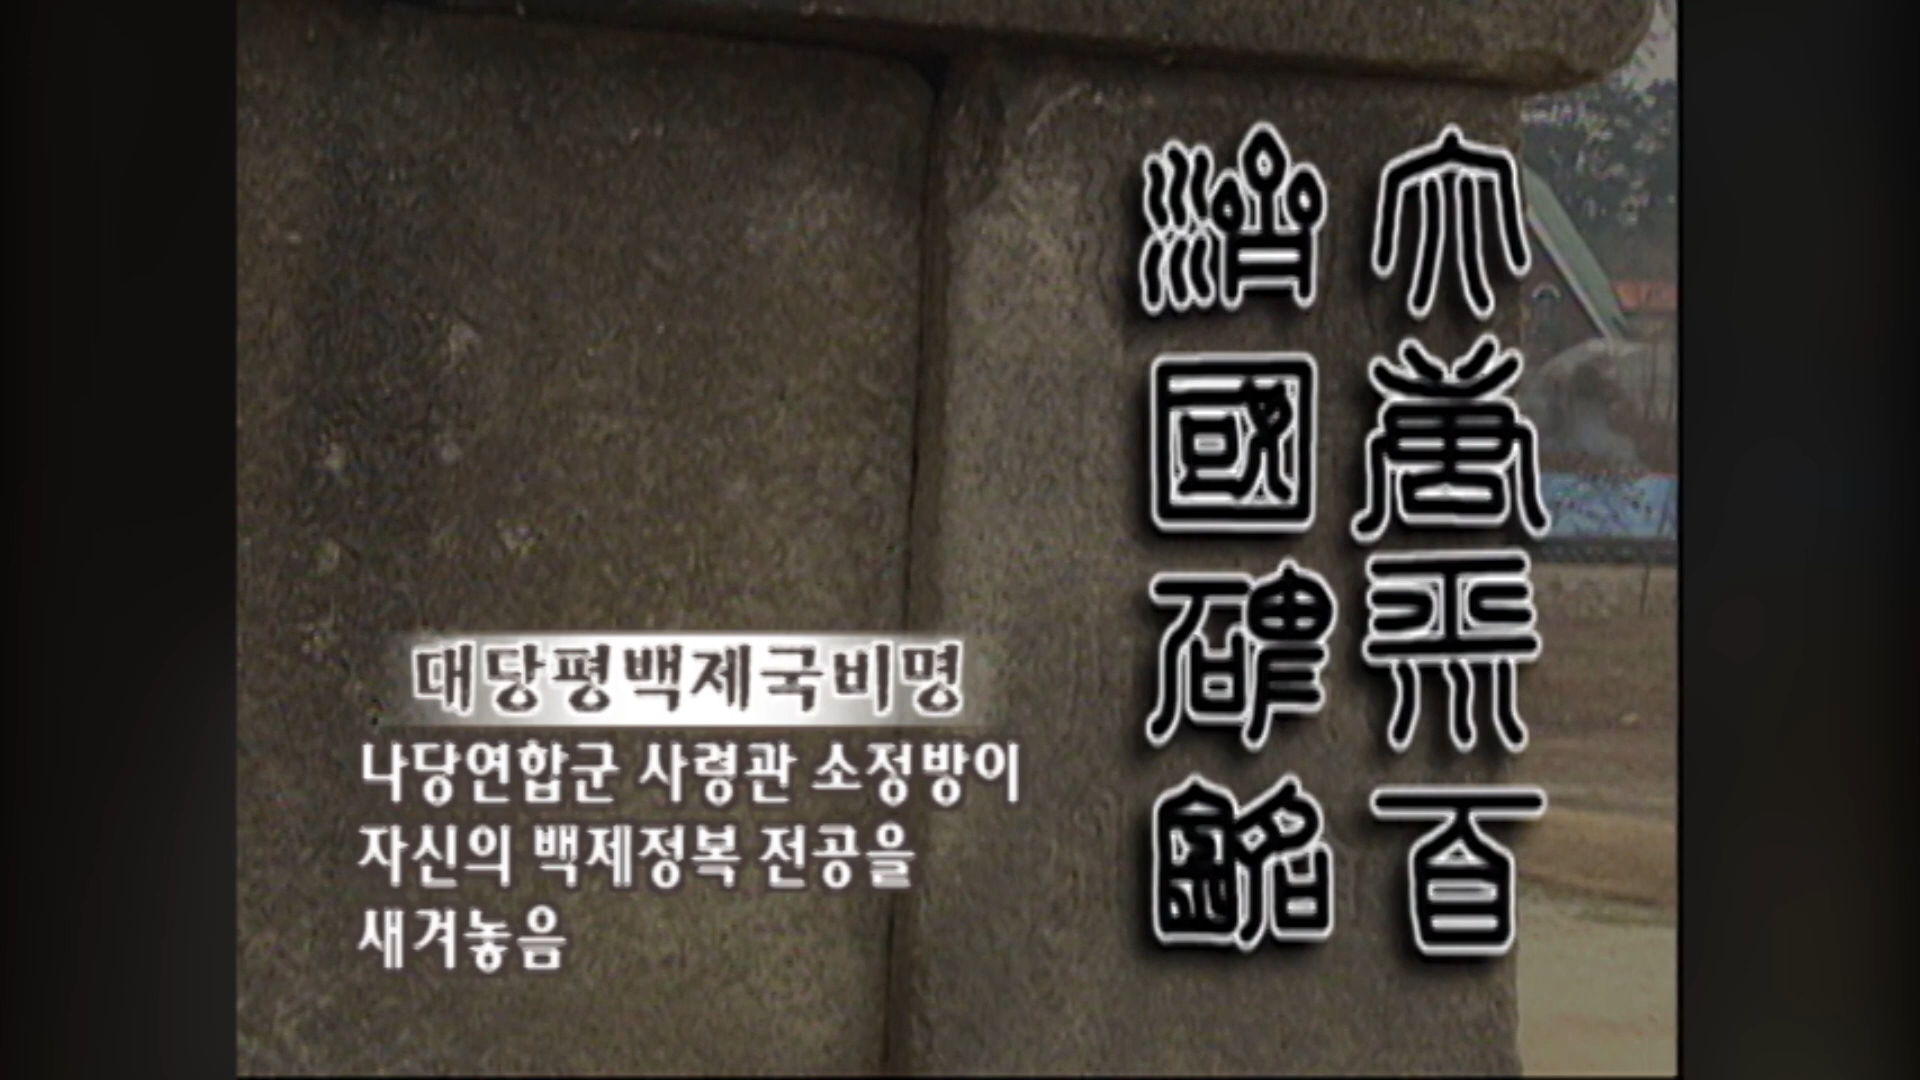 大唐平百
濟國碑銘
대당평백제국비명
나당연합군 사령관 소정방이
자신의 백제정복 전공을
새겨놓음